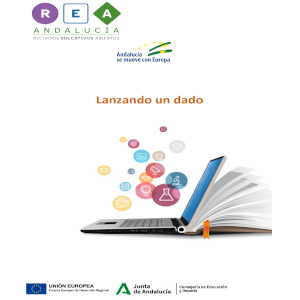 R E A
ANDALUCÍA
RECURSOS EDUCATIVOS ABIERTOS
Andalucía
se mueve con Europa
Lanzando un dado
UNIÓN EUROPEA
Fondo Europeo de Desarrollo Regional
Junta
de Andalucía
Consejería de Educación
y Deporte